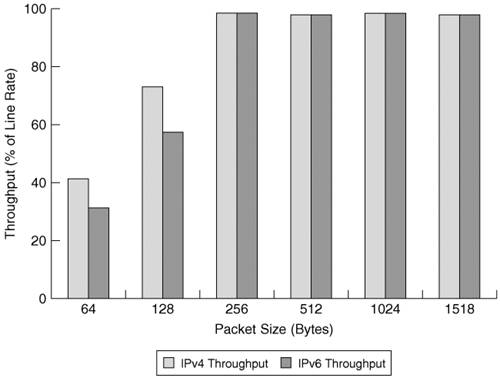 Throughput (% of Line Rate)
100
80
60
40
20
0
64 128 256 512 1024 1518
Packet Size (Bytes)
IPv4 Throughput IPv6 Throughput